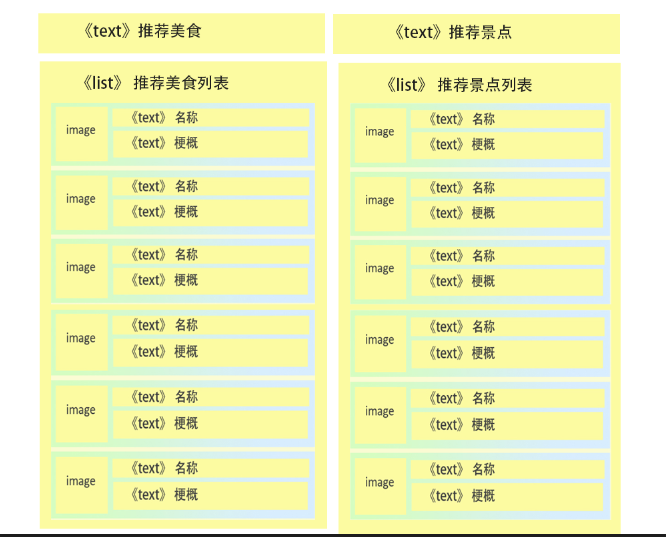 《text》推荐美食
《list》 推荐美食列表
image
《text》 名称
《text》 梗概
image
《text》 名称
《text》 梗概
image
《text》 名称
《text》 梗概
image
《text》 名称
《text》 梗概
image
《text》 名称
《text》 梗概
image
《text》 名称
《text》 梗概
《text》推荐景点
《list》 推荐景点列表
image
《text》 名称
《text》 梗概
image
《text》 名称
《text》 梗概
image
《text》 名称
《text》 梗概
image
《text》 名称
《text》 梗概
image
《text》 名称
《text》 梗概
image
《text》 名称
《text》 梗概